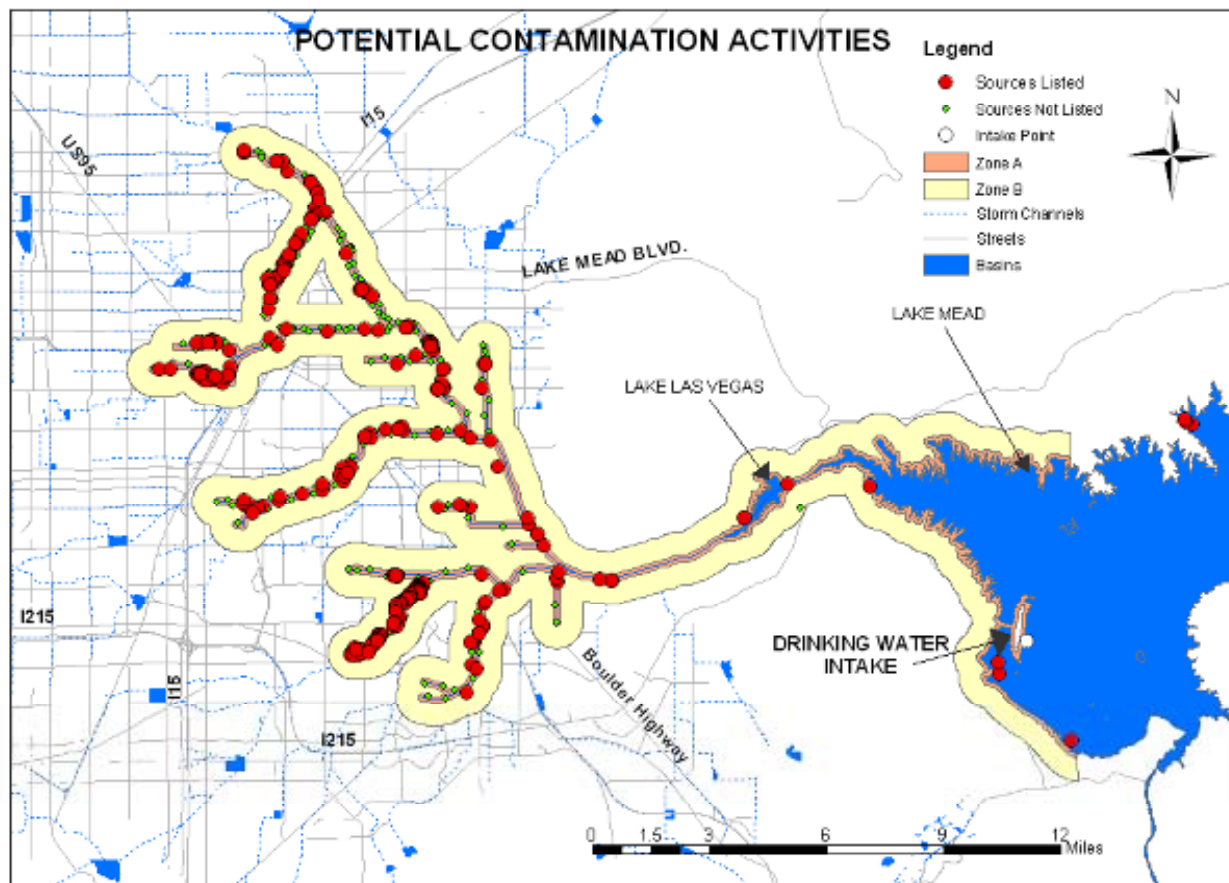 POTENTIAL CONTAMINATION ACTIVITIES
Legend
Sources Listed
Sources Not Listed
Intake Point
Zone A
Zone B
Storm Channels
Streets
Basins
N
I15
US95
LAKE MEAD BLVD.
LAKE MEAD
LAKE LAS VEGAS
DRINKING WATER
INTAKE
I215
I15
I215
Boulder Highway
0 1.5 3 6 9 12
Miles